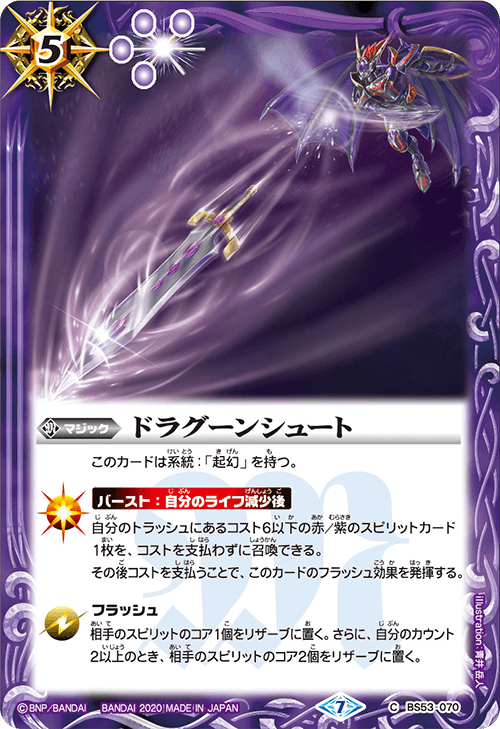 5
マジック ドラグーンシュート
このカードは系統：「起幻」を持つ。
バースト：自分のライフ減少後
自分のトラッシュにあるコスト6以下の赤/紫のスピリットカード
1枚を、コストを支払わずに召喚できる。
その後コストを支払うことで、このカードのフラッシュ効果を発揮する。
フラッシュ
相手のスピリットのコア1個をリザーブに置く。さらに、自分のカウント
2以上のとき、相手のスピリットのコア2個をリザーブに置く。
illustration：青井 岳人
©BNP/BANDAI BANDAI 2020 MADE IN JAPAN 7 C BS53-070